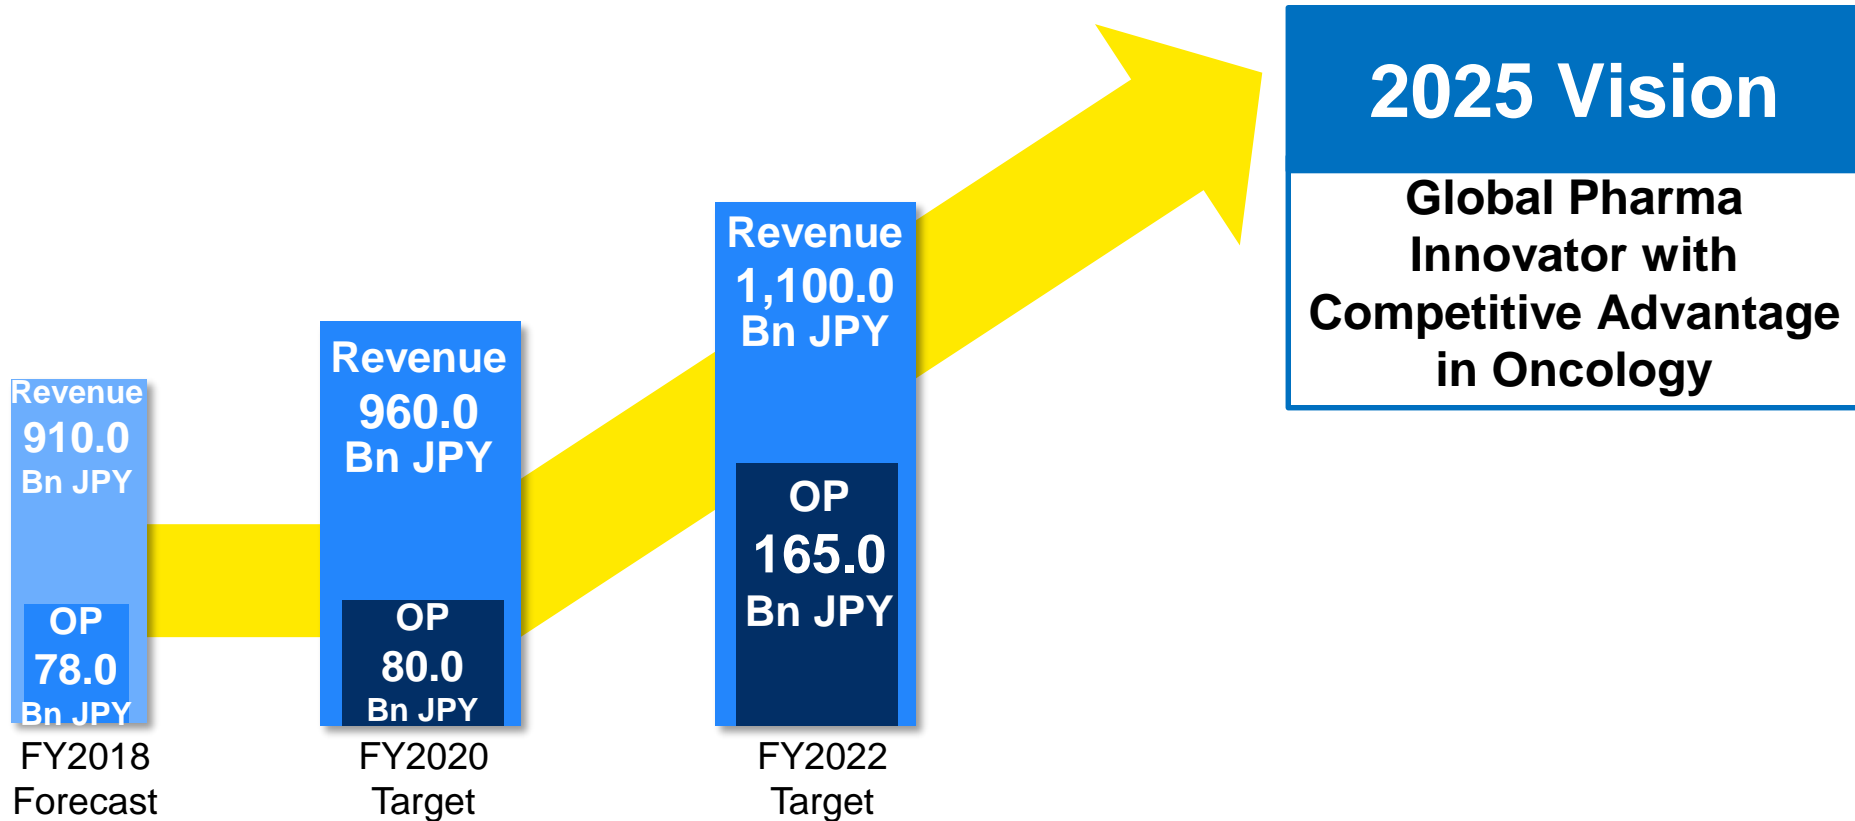 2025 Vision
Global Pharma
Innovator with
Competitive Advantage
in Oncology
Revenue
910.0
Bn JPY
OP
78.0
Bn JPY
FY2018
Forecast
Revenue
960.0
Bn JPY
OP
80.0
Bn JPY
FY2020
Target
Revenue
1,100.0
Bn JPY
OP
165.0
Bn JPY
FY2022
Target